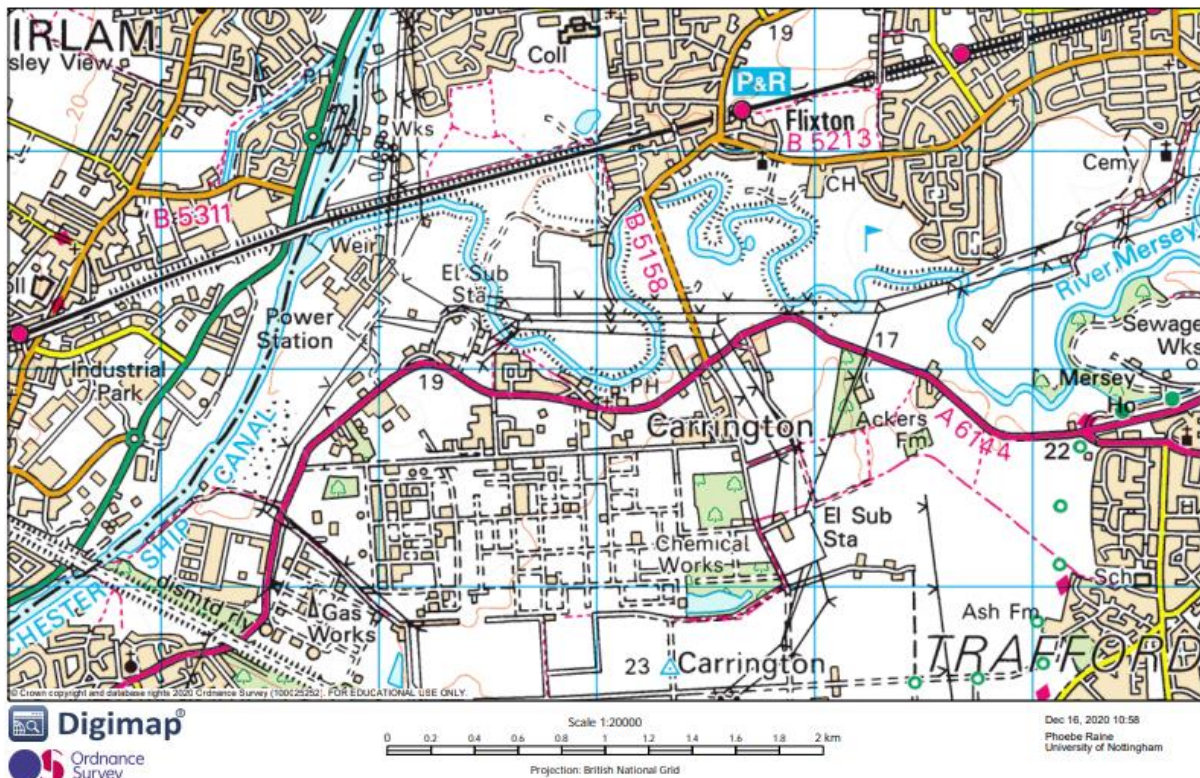 IRLAM
sley View
PH
20
Coll
19
P&R
Flixton
B 5213
Wks
Cemy
CH
B 5311
Weir
B 5158
River Mersey
oll
El Sub
Sta
Power
Station
Sewage
Wks
17
Industrial
Park
19
PH
Mersey
Ho
Carrington
Ackers
Fm
A 6144
22
CHESTER SHIP CANAL
El Sub
Sta
Chemical
Works
Sch
dismtd rly
Gas
Works
Ash Fm
TRAFFORD
23
Carrington
© Crown copyright and database rights 2020 Ordnance Survey (100025252). FOR EDUCATIONAL USE ONLY.
Digimap®
Ordnance
Survey
Scale 1:20000
0 0.2 0.4 0.6 0.8 1 1.2 1.4 1.6 1.8 2 km
Projection: British National Grid
Dec 16, 2020 10:58
Phoebe Raine
University of Nottingham